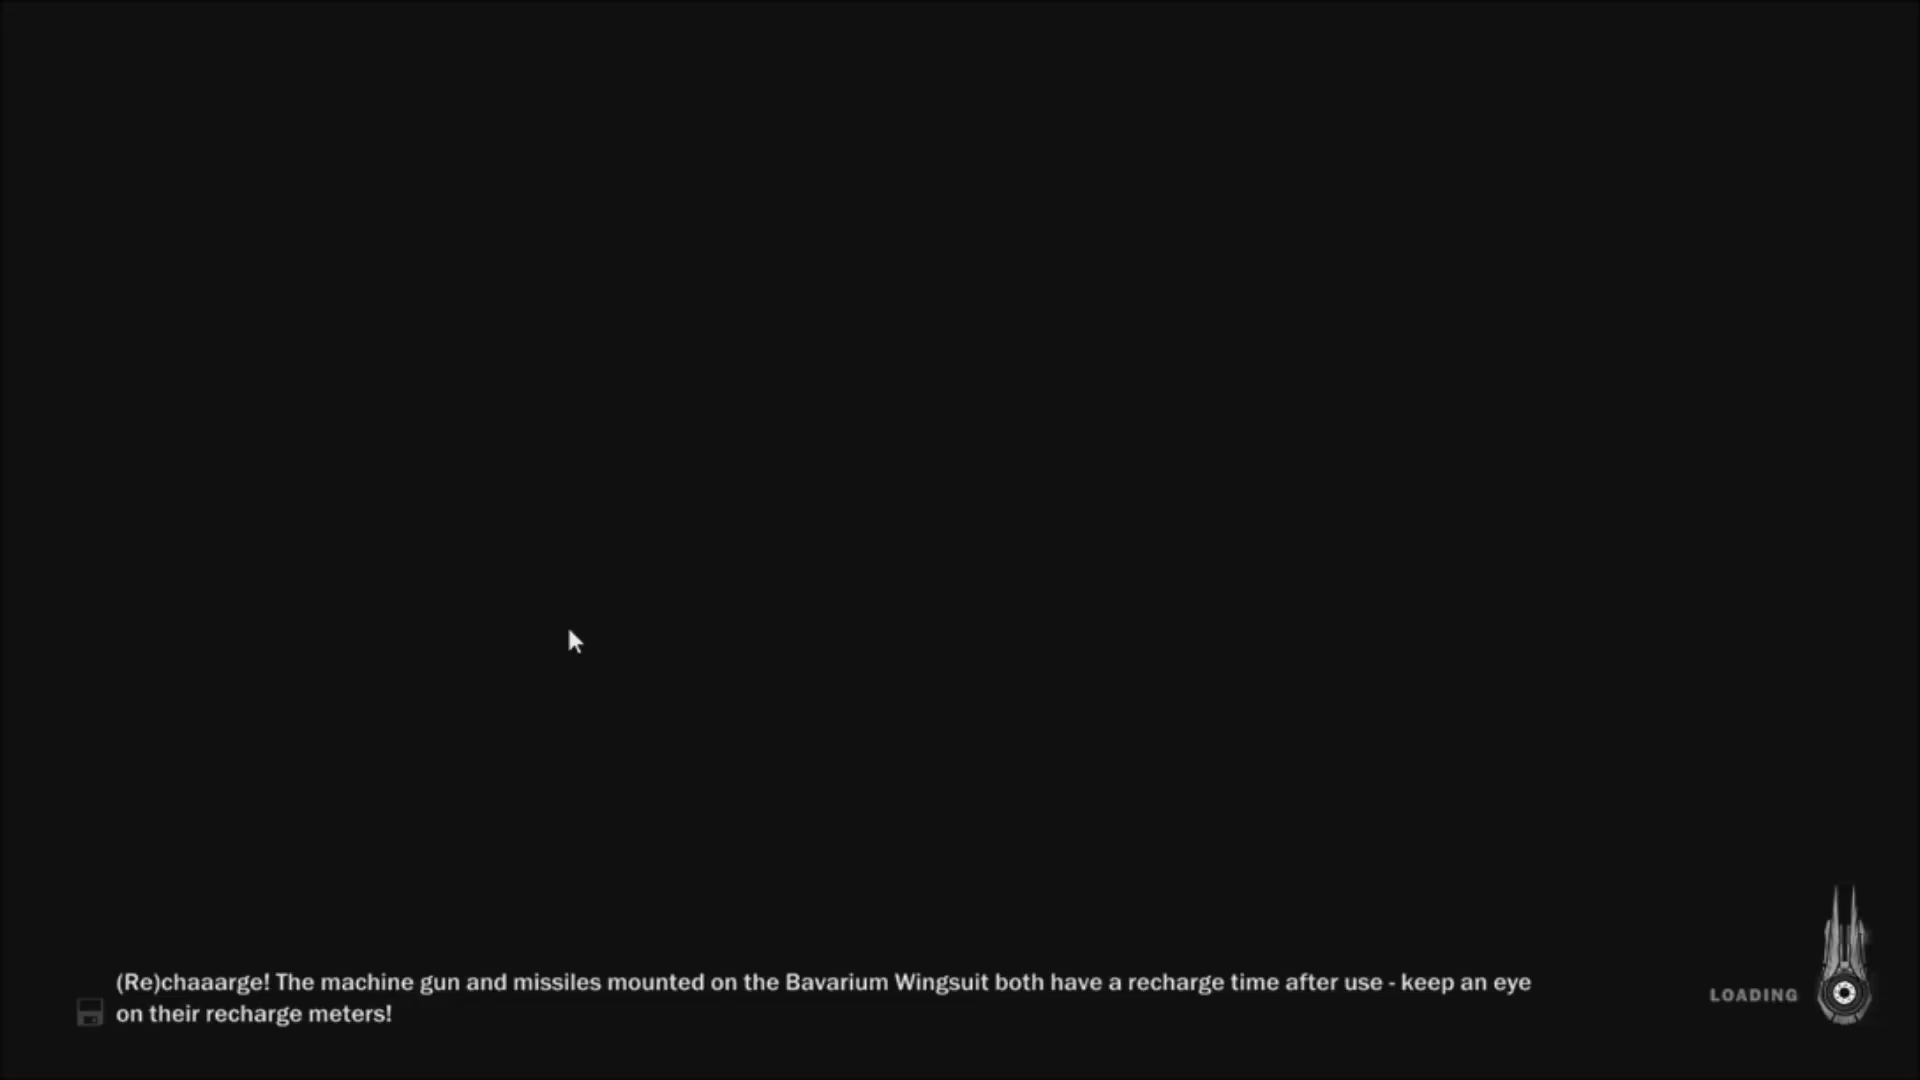 (Re)chaaarge! The machine gun and missiles mounted on the Bavarium Wingsuit both have a recharge time after use - keep an eye
on their recharge meters!
LOADING